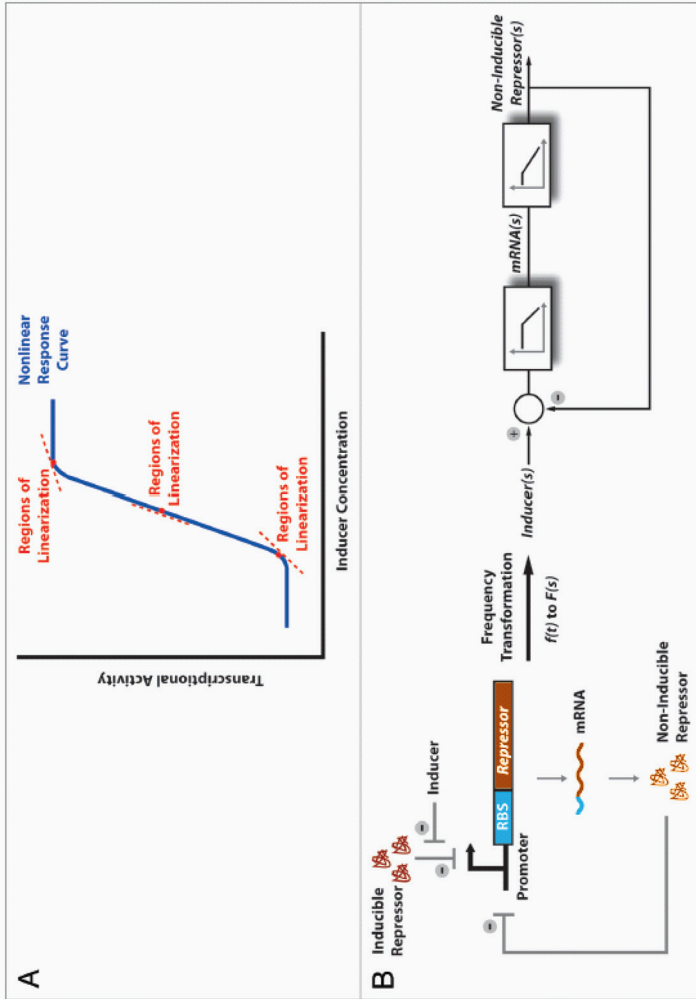 A
Transcriptional Activity
Regions of
Linearization
Nonlinear
Response
Curve
Regions of
Linearization
Regions of
Linearization
Inducer Concentration
B
Inducible
Repressor
Inducer
Promoter
RBS
Repressor
mRNA
Non-Inducible
Repressor
Frequency
Transformation
f(t) to F(s)
Inducer(s)
+
-
mRNA(s)
Non-Inducible
Repressor(s)
-
-
-